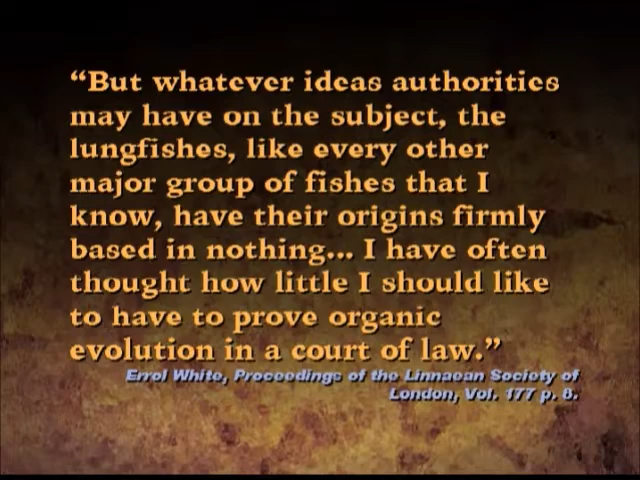 “But whatever ideas authorities
may have on the subject, the
lungfishes, like every other
major group of fishes that I
know, have their origins firmly
based in nothing... I have often
thought how little I should like
to have to prove organic
evolution in a court of law.”
Errol White, Proceedings of the Linnaean Society of
London, Vol. 177 p. 8.